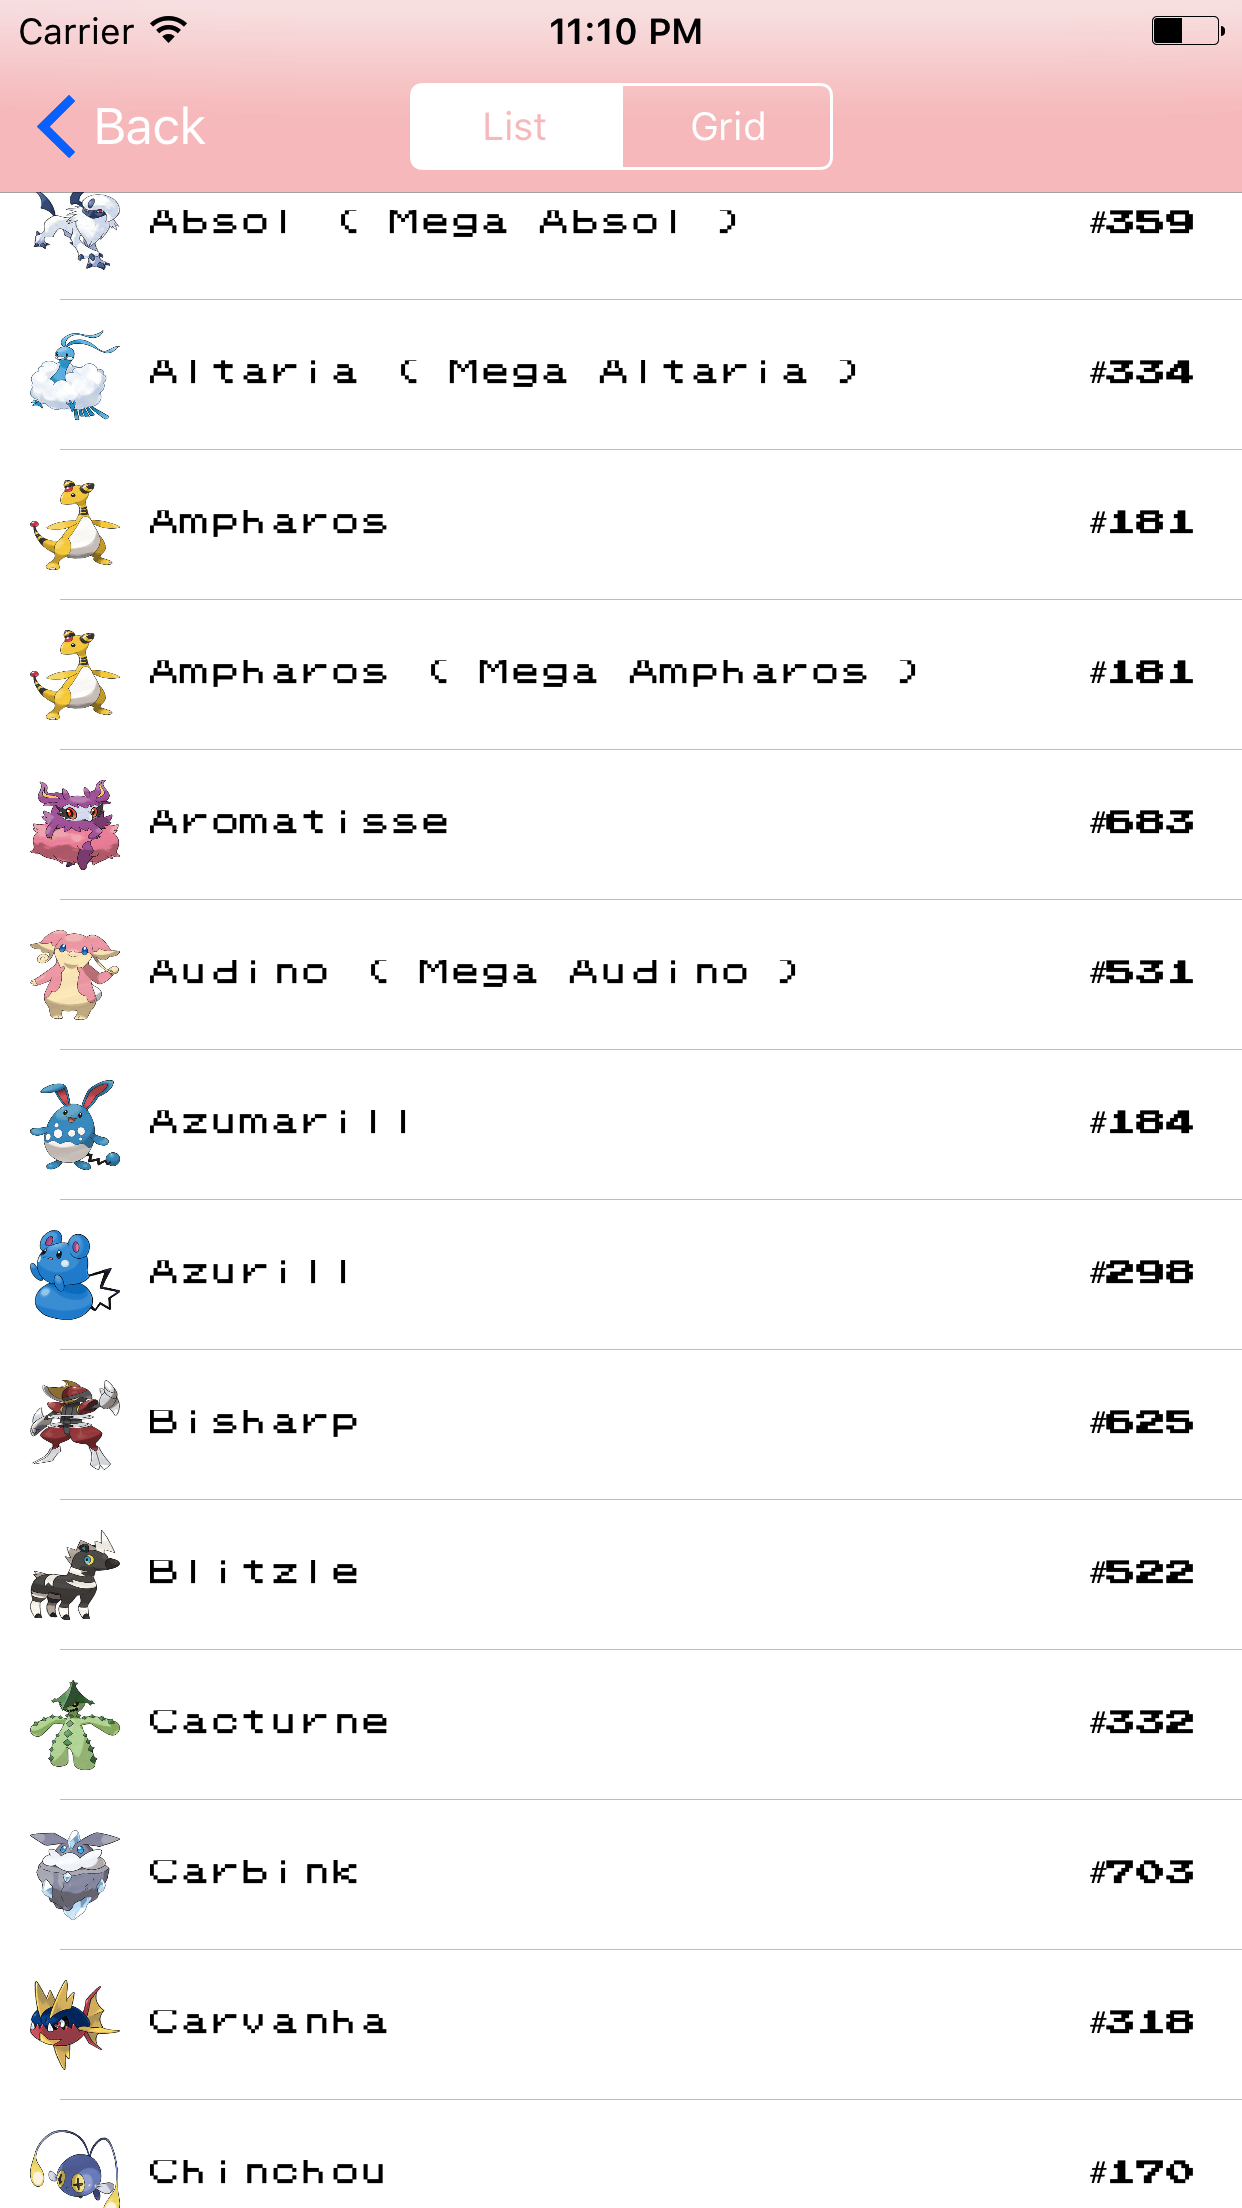 Carrier 11:10 PM
Back List Grid
Absol ( Mega Absol ) #359
Altaria ( Mega Altaria ) #334
Ampharos #181
Ampharos ( Mega Ampharos ) #181
Aromatisse #683
Audino ( Mega Audino ) #531
Azumarill #184
Azurill #298
Bisharp #625
Blitzle #522
Cacturne #332
Carbink #703
Carvanha #318
Chinchou #170